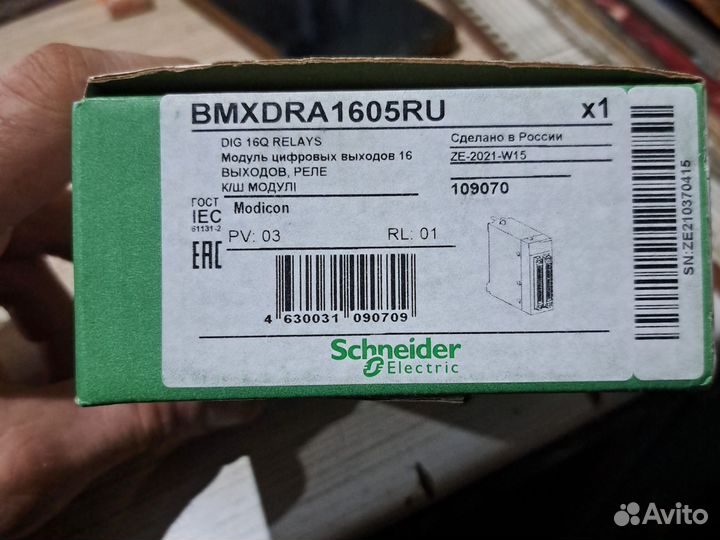 BMXDRA1605RU x1
DIG 16Q RELAYS
Модуль цифровых выходов 16
ВЫХОДОВ, РЕЛЕ
К/Ш МОДУЛІ
Сделано в России
ZE-2021-W15
109070
ГОСТ
IEC
61131-2
Modicon
EAC
PV: 03 RL: 01
4 630031 090709
Schneider
Electric
SN:ZE210370415
Avito